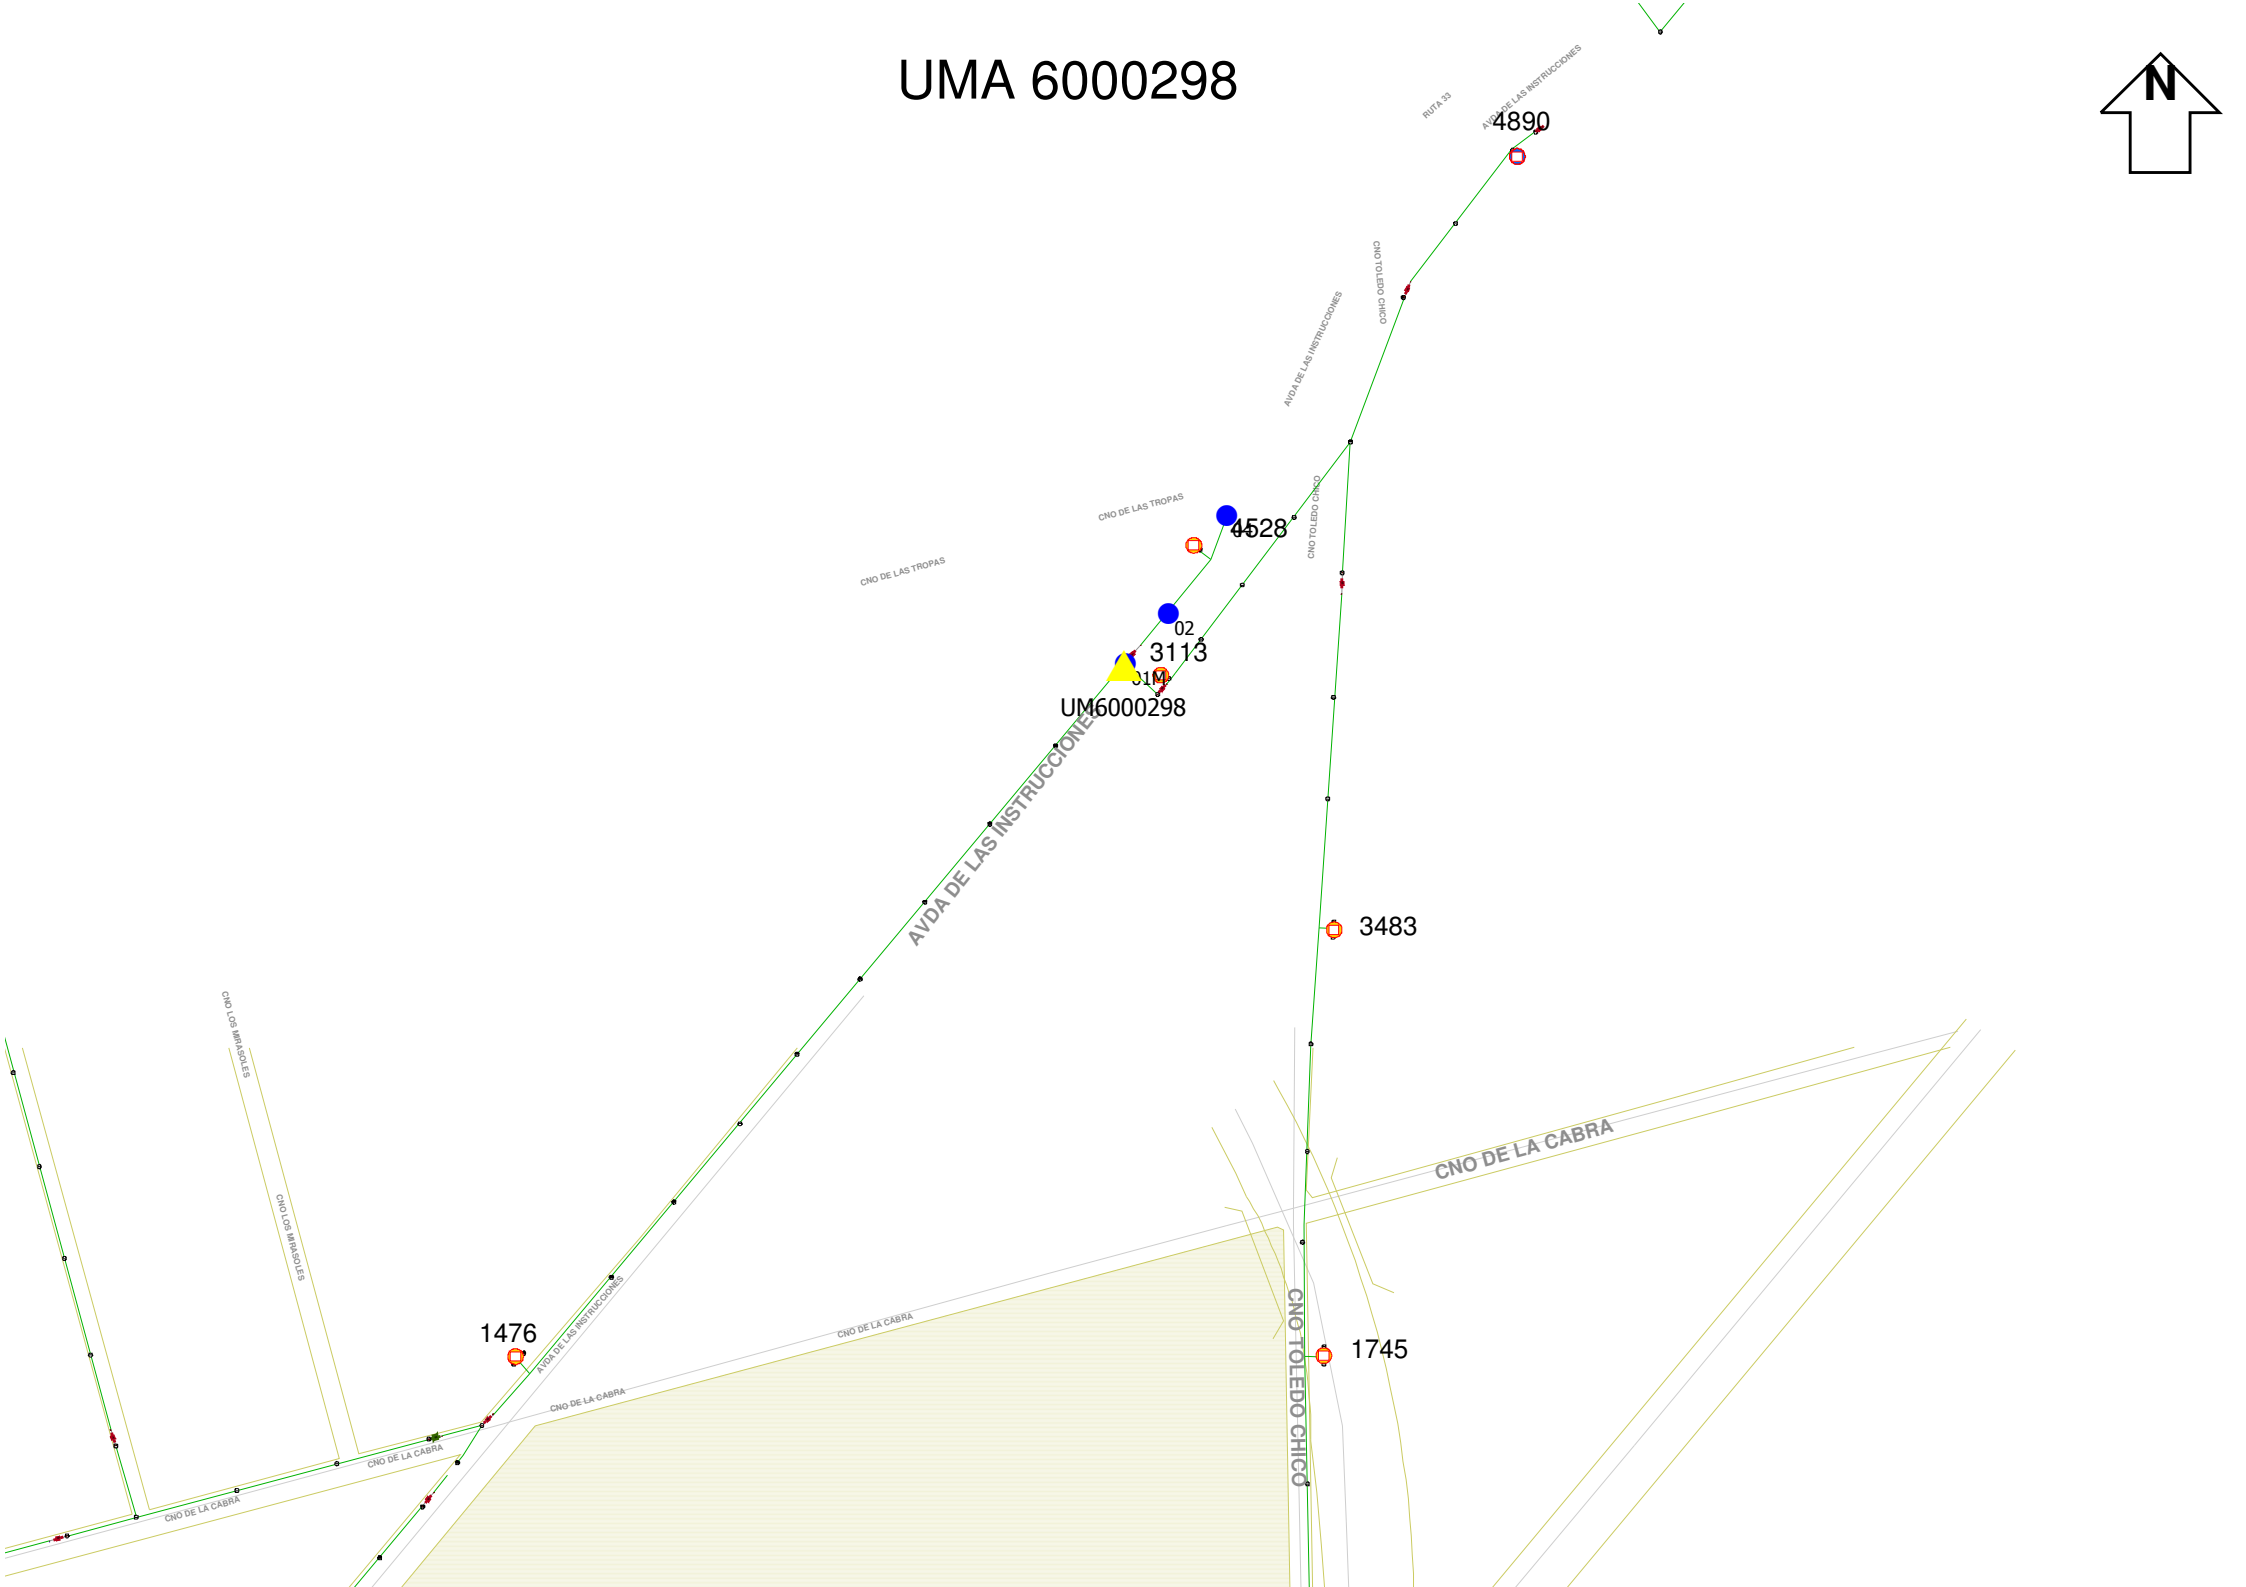 UMA 6000298
N
AVDA DE LAS INSTRUCCIONES
RUTA 33
4890
CNO TOLEDO CHICO
AVDA DE LAS INSTRUCCIONES
CNO TOLEDO CHICO
CNO DE LAS TROPAS
4528
CNO DE LAS TROPAS
02
3113
01M
UM6000298
AVDA DE LAS INSTRUCCIONES
3483
CNO LOS MIRASOLES
CNO DE LA CABRA
CNO LOS MIRASOLES
AVDA DE LAS INSTRUCCIONES
CNO DE LA CABRA
1476
CNO TOLEDO CHICO
1745
CNO DE LA CABRA
CNO DE LA CABRA
CNO DE LA CABRA